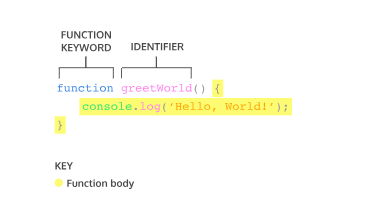 FUNCTION
KEYWORD
IDENTIFIER
function greetWorld() {
console.log(‘Hello, World!’);
}
KEY
Function body